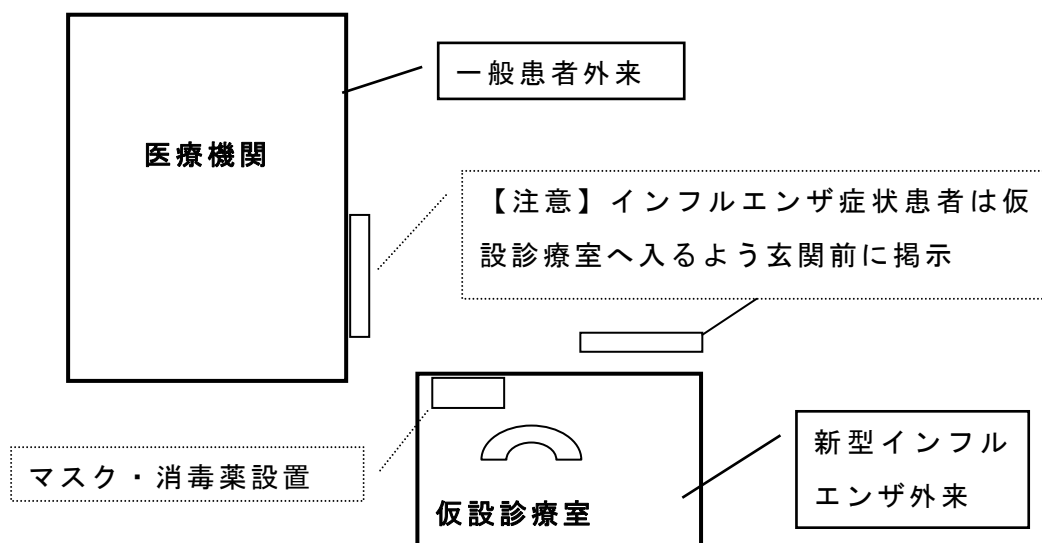 一般患者外来
医療機関
【注意】インフルエンザ症状患者は仮
設診療室へ入るよう玄関前に掲示
マスク・消毒薬設置
仮設診療室
新型インフル
エンザ外来